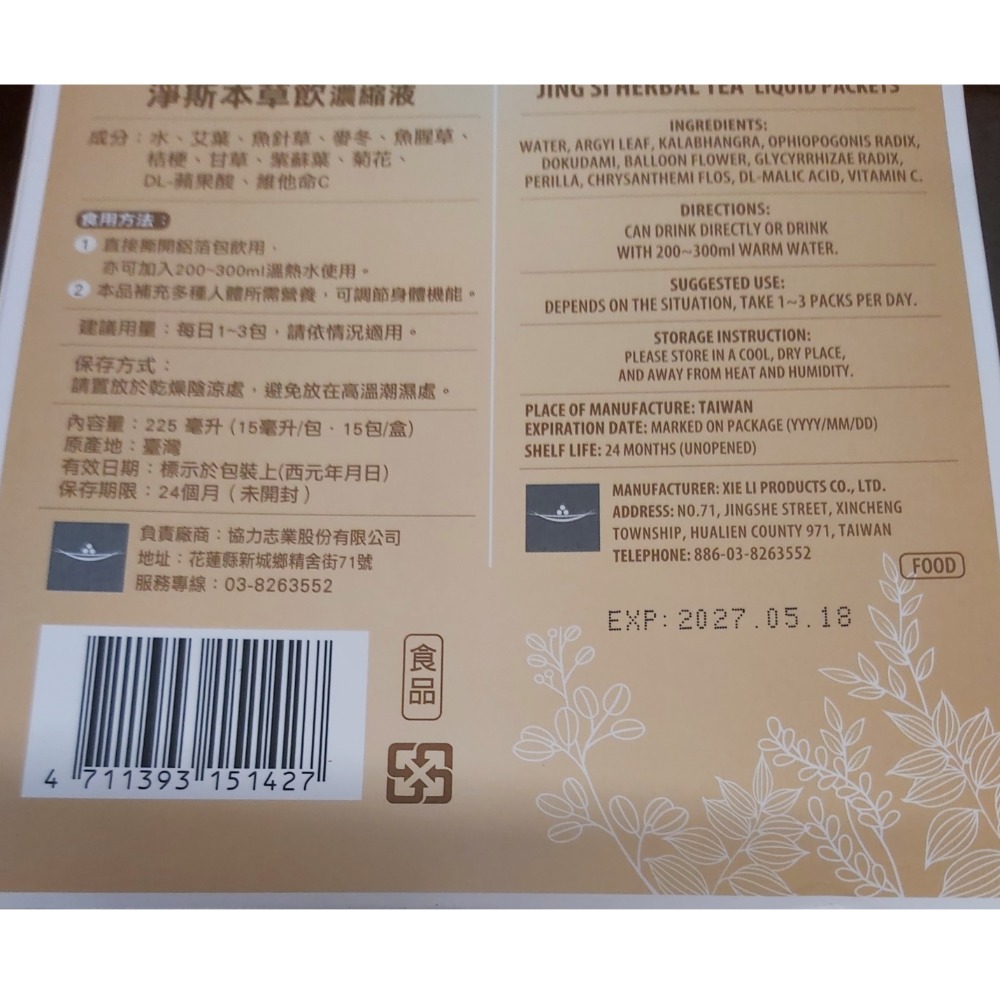 淨斯本草飲 濃縮液
成分：水、艾葉、魚針草、麥冬、魚腥草、
桔梗、甘草、紫蘇葉、菊花、
DL-蘋果酸、維他命C
食用方法：
1 直接撕開鋁箔包飲用，
亦可加入200~300ml溫熱水使用。
2 本品補充多種人體所需營養，可調節身體機能。
建議用量：每日1~3包，請依情況適用。
保存方式：
請置放於乾燥陰涼處，避免放在高溫潮濕處。
內容量：225 毫升 (15毫升/包，15包/盒)
原產地：臺灣
有效日期：標示於包裝上(西元年月日)
保存期限：24個月（未開封）
負責廠商：協力志業股份有限公司
地址：花蓮縣新城鄉精舍街71號
服務專線：03-8263552
4 711393 151427
食品
JING SI HERBAL TEA LIQUID PACKETS
INGREDIENTS:
WATER, ARGYI LEAF, KALABHANGRA, OPHIOPOGONIS RADIX,
DOKUDAMI, BALLOON FLOWER, GLYCYRRHIZAE RADIX,
PERILLA, CHRYSANTHEMI FLOS, DL-MALIC ACID, VITAMIN C.
DIRECTIONS:
CAN DRINK DIRECTLY OR DRINK
WITH 200~300ml WARM WATER.
SUGGESTED USE:
DEPENDS ON THE SITUATION, TAKE 1~3 PACKS PER DAY.
STORAGE INSTRUCTION:
PLEASE STORE IN A COOL, DRY PLACE,
AND AWAY FROM HEAT AND HUMIDITY.
PLACE OF MANUFACTURE: TAIWAN
EXPIRATION DATE: MARKED ON PACKAGE (YYYY/MM/DD)
SHELF LIFE: 24 MONTHS (UNOPENED)
MANUFACTURER: XIE LI PRODUCTS CO., LTD.
ADDRESS: NO.71, JINGSHE STREET, XINCHENG
TOWNSHIP, HUALIEN COUNTY 971, TAIWAN
TELEPHONE: 886-03-8263552
FOOD
EXP: 2027.05.18